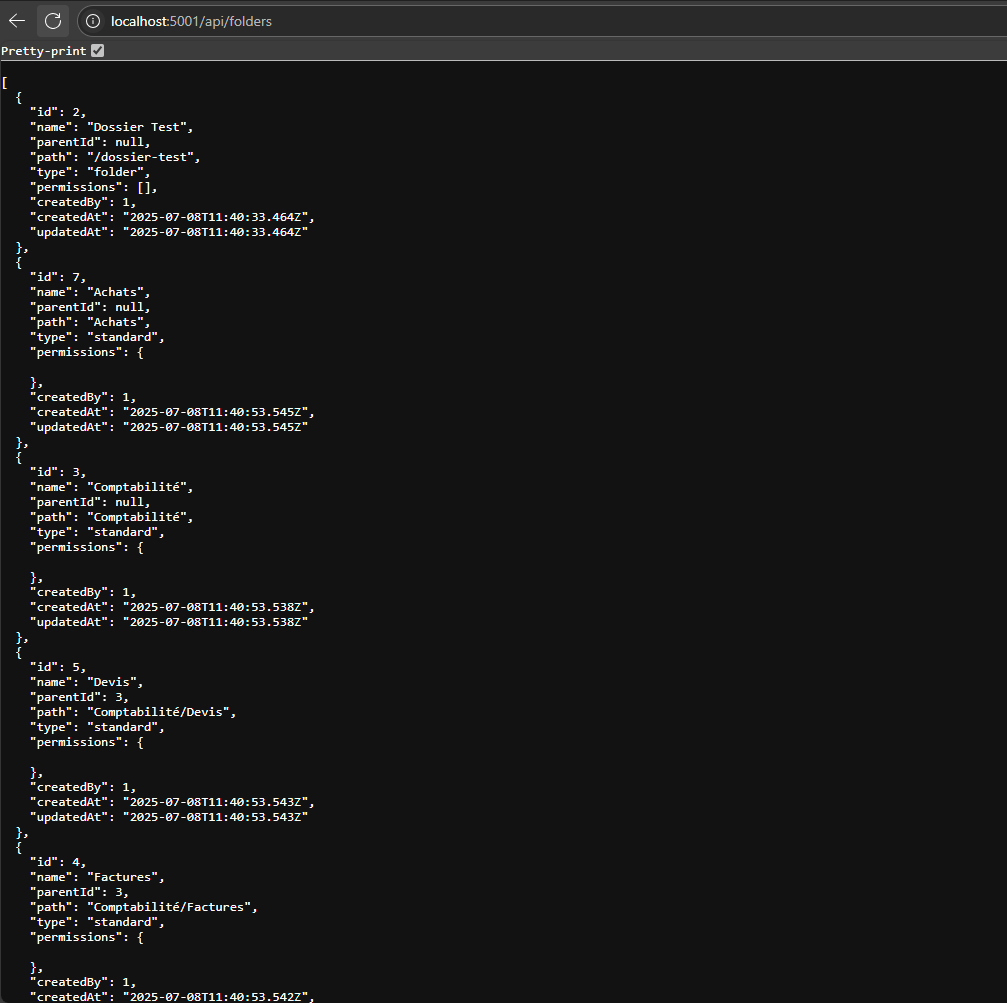 localhost:5001/api/folders
Pretty-print
[
  {
    "id": 2,
    "name": "Dossier Test",
    "parentId": null,
    "path": "/dossier-test",
    "type": "folder",
    "permissions": [],
    "createdBy": 1,
    "createdAt": "2025-07-08T11:40:33.464Z",
    "updatedAt": "2025-07-08T11:40:33.464Z"
  },
  {
    "id": 7,
    "name": "Achats",
    "parentId": null,
    "path": "Achats",
    "type": "standard",
    "permissions": {
    },
    "createdBy": 1,
    "createdAt": "2025-07-08T11:40:53.545Z",
    "updatedAt": "2025-07-08T11:40:53.545Z"
  },
  {
    "id": 3,
    "name": "Comptabilité",
    "parentId": null,
    "path": "Comptabilité",
    "type": "standard",
    "permissions": {
    },
    "createdBy": 1,
    "createdAt": "2025-07-08T11:40:53.538Z",
    "updatedAt": "2025-07-08T11:40:53.538Z"
  },
  {
    "id": 5,
    "name": "Devis",
    "parentId": 3,
    "path": "Comptabilité/Devis",
    "type": "standard",
    "permissions": {
    },
    "createdBy": 1,
    "createdAt": "2025-07-08T11:40:53.543Z",
    "updatedAt": "2025-07-08T11:40:53.543Z"
  },
  {
    "id": 4,
    "name": "Factures",
    "parentId": 3,
    "path": "Comptabilité/Factures",
    "type": "standard",
    "permissions": {
    },
    "createdBy": 1,
    "createdAt": "2025-07-08T11:40:53.542Z",